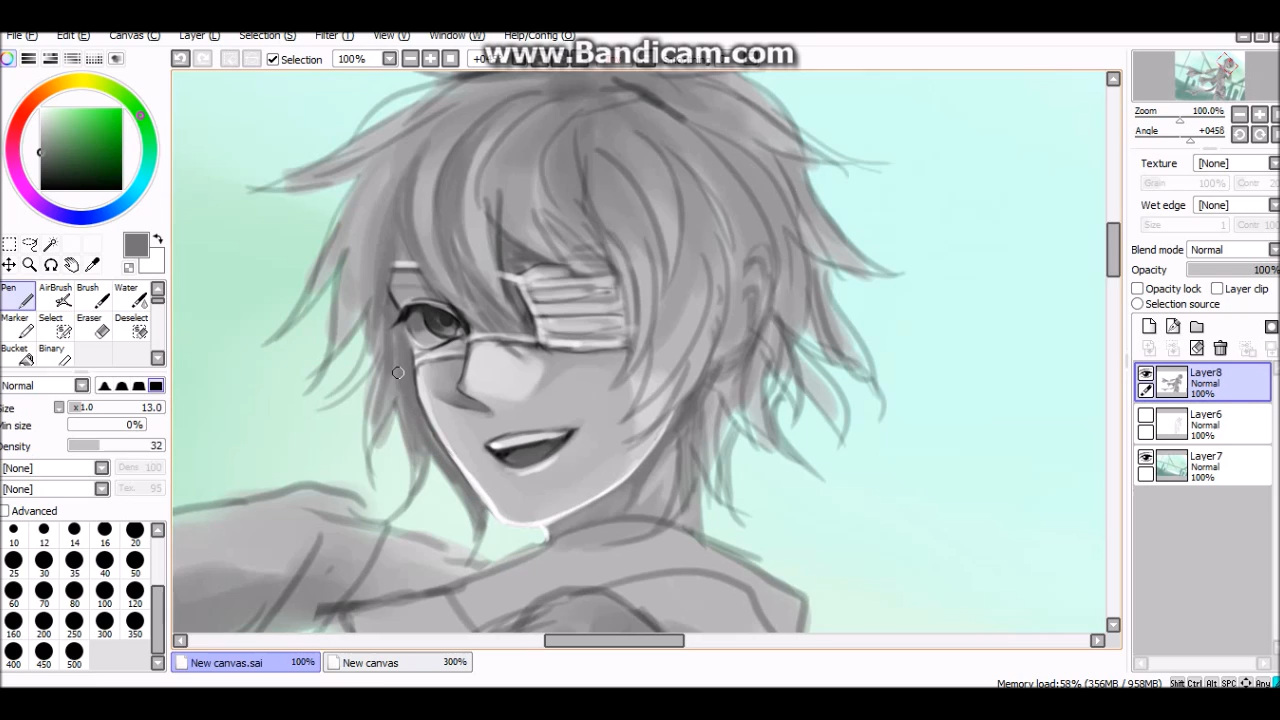 File (F) Edit (E) Canvas (C) Layer (L) Selection (S) Filter (T) View (V) Window (W) Help/Config (O)
www.Bandicam.com
Selection 100%
Zoom 100.0%
Angle +0458
Texture [None]
Grain 100%
Wet edge [None]
Size 1
Blend mode Normal
Opacity 100%
Opacity lock Layer clip
Selection source
Layer8
Normal
100%
Layer6
Normal
100%
Layer7
Normal
100%
Pen AirBrush Brush Water
Marker Select Eraser Deselect
Bucket Binary
Normal
Size x1.0 13.0
Min size 0%
Density 32
[None] Dens 100
[None] Tex. 95
Advanced
10 12 14 16 20
25 30 35 40 50
60 70 80 100 120
160 200 250 300 350
400 450 500
New canvas.sai 100% New canvas 300%
Memory load:58% (356MB / 958MB) Shift Ctrl Alt SPC Any